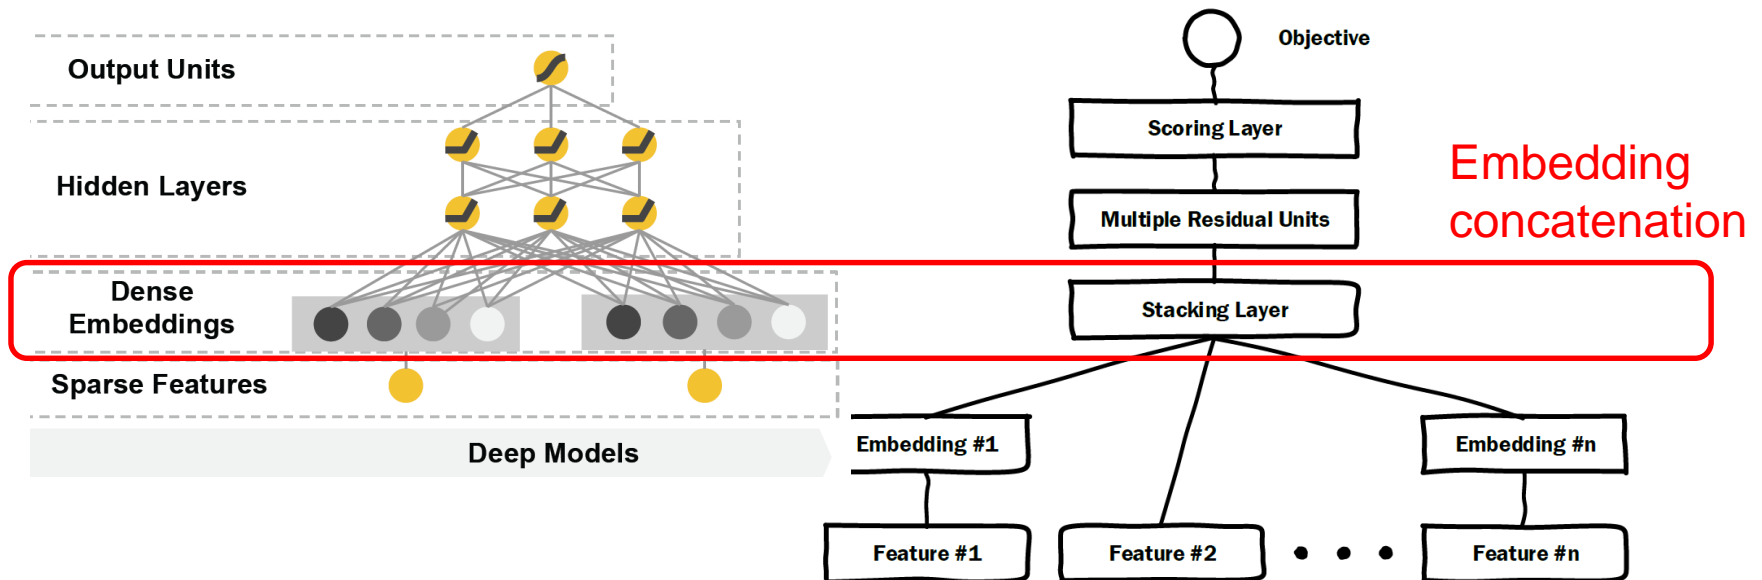 Output Units
Hidden Layers
Dense
Embeddings
Sparse Features
Deep Models
Objective
Scoring Layer
Multiple Residual Units
Stacking Layer
Embedding #1
Embedding #n
Feature #1
Feature #2
Feature #n
Embedding
concatenation